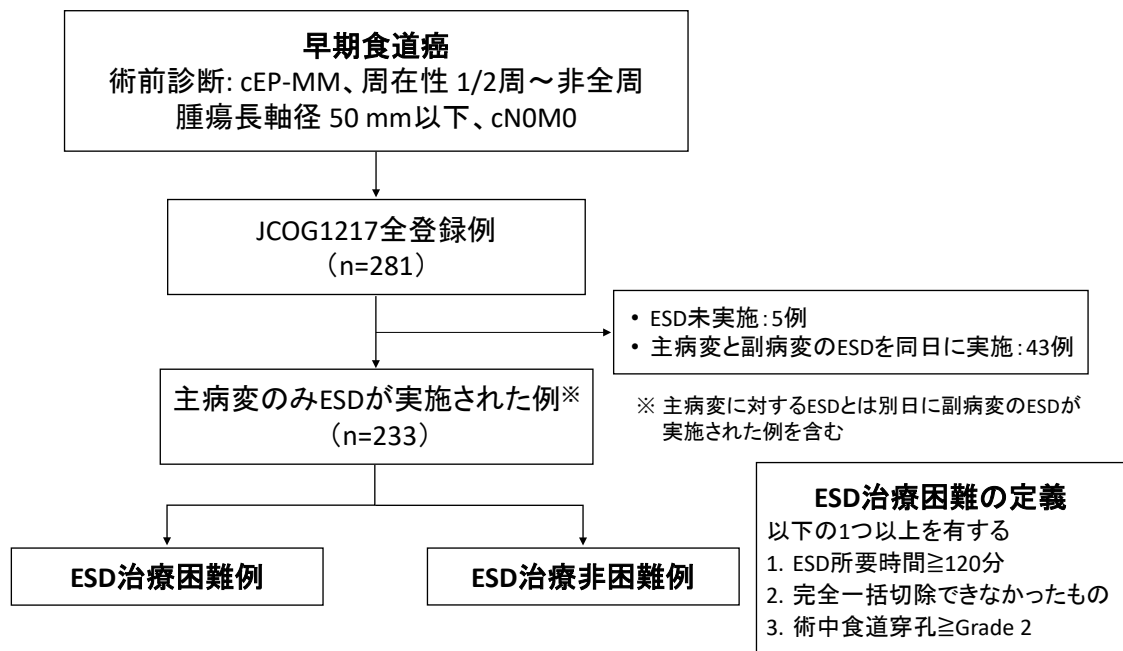 早期食道癌
術前診断: cEP-MM、周在性 1/2周～非全周
腫瘍長軸径 50 mm以下、cN0M0
JCOG1217全登録例
（n=281）
• ESD未実施：5例
• 主病変と副病変のESDを同日に実施：43例
主病変のみESDが実施された例※
（n=233）
※ 主病変に対するESDとは別日に副病変のESDが
実施された例を含む
ESD治療困難例
ESD治療非困難例
ESD治療困難の定義
以下の1つ以上を有する
1. ESD所要時間≧120分
2. 完全一括切除できなかったもの
3. 術中食道穿孔≧Grade 2